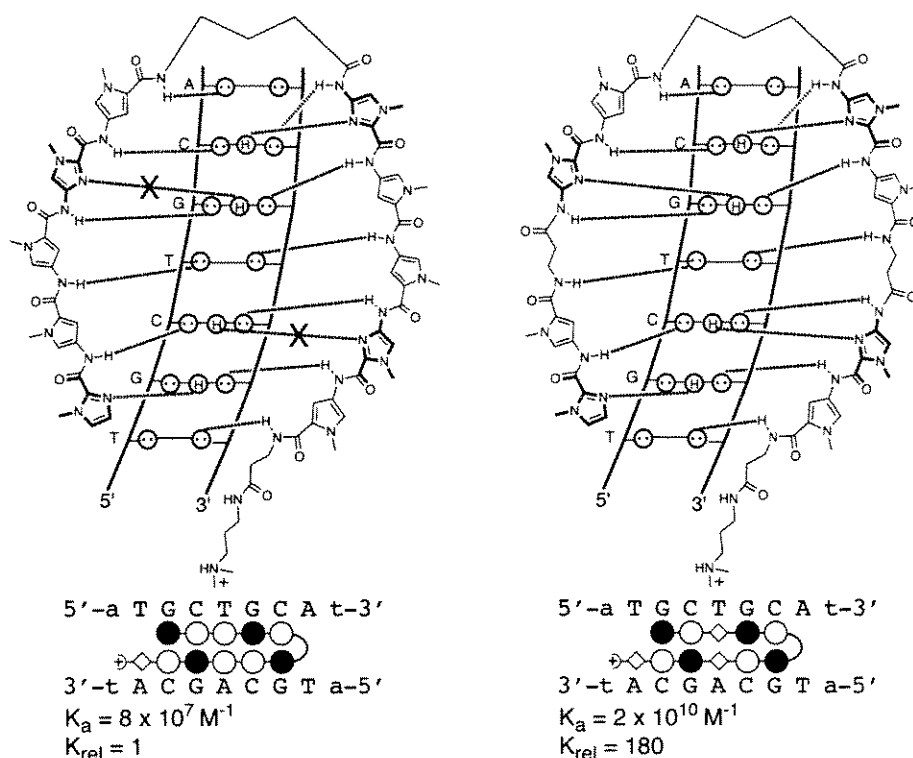 A
C
G
T
C
G
T
5'
3'
A
C
G
T
C
G
T
5'
3'
5'-a T G C T G C A t-3'
3'-t A C G A C G T a-5'
Ka = 8 x 10^7 M^-1
Krel = 1
5'-a T G C T G C A t-3'
3'-t A C G A C G T a-5'
Ka = 2 x 10^10 M^-1
Krel = 180